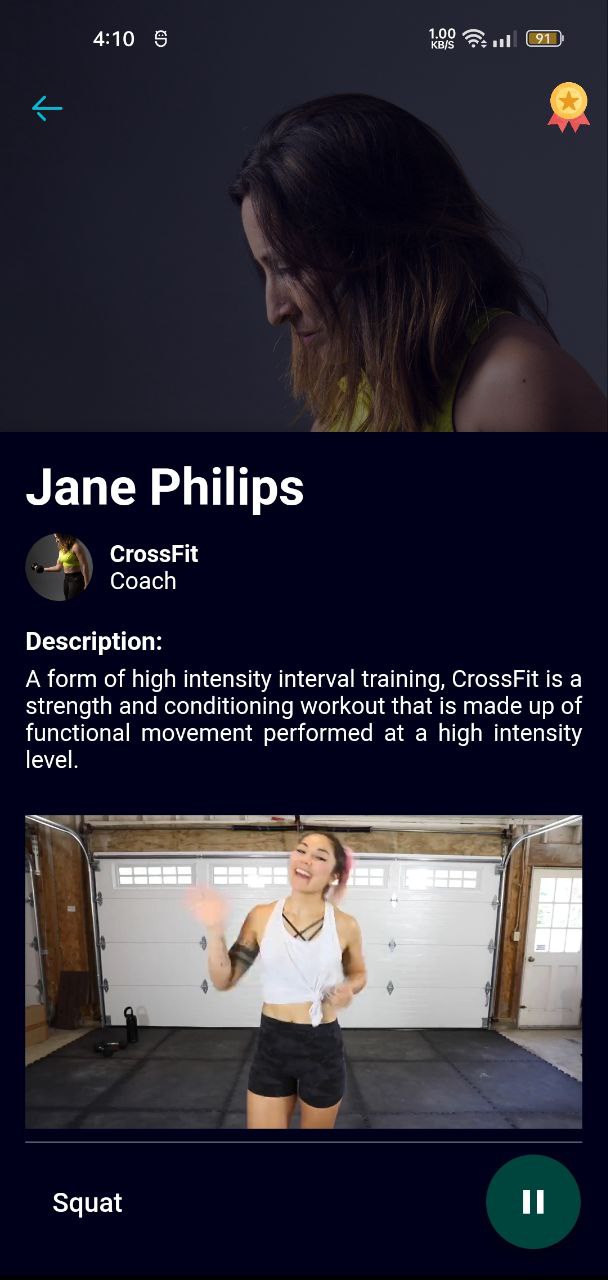 4:10 1.00 KB/S 91
Jane Philips
CrossFit
Coach
Description:
A form of high intensity interval training, CrossFit is a
strength and conditioning workout that is made up of
functional movement performed at a high intensity
level.
Squat